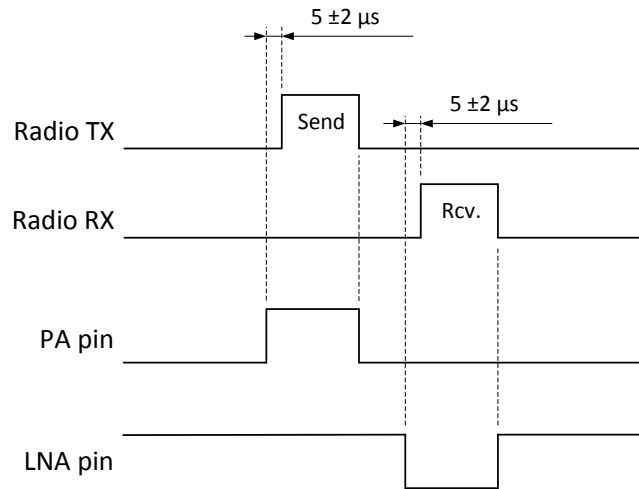 5 ±2 µs
5 ±2 µs
Radio TX
Send
Radio RX
Rcv.
PA pin
LNA pin